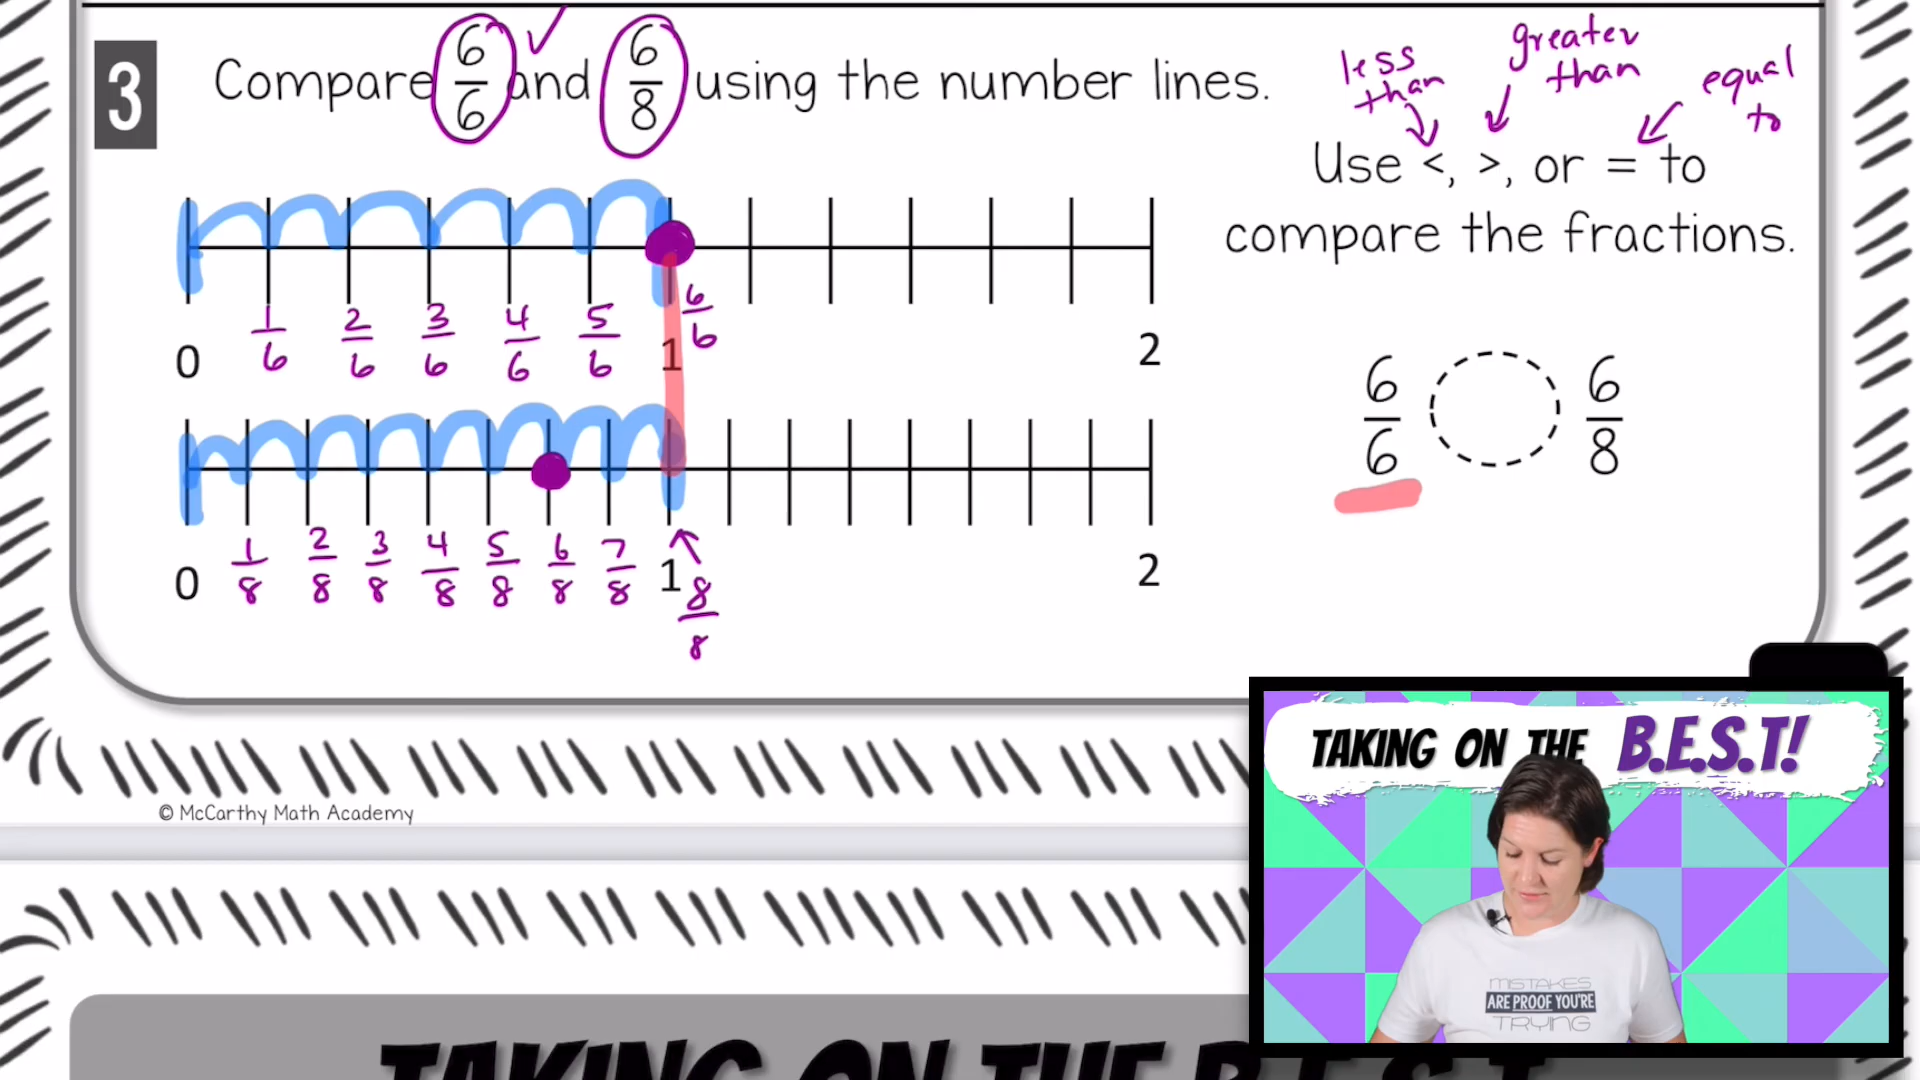 3 Compare 6/6 and 6/8 using the number lines.
✓
less than
greater than
equal to
Use <, >, or = to
compare the fractions.
1/6 2/6 3/6 4/6 5/6 6/6
0 1 2
6/6 6/8
1/8 2/8 3/8 4/8 5/8 6/8 7/8 8/8
0 1 2
© McCarthy Math Academy
TAKING ON THE B.E.S.T!
MISTAKES
ARE PROOF YOU'RE
TRYING
TAKING ON THE B.E.S.T